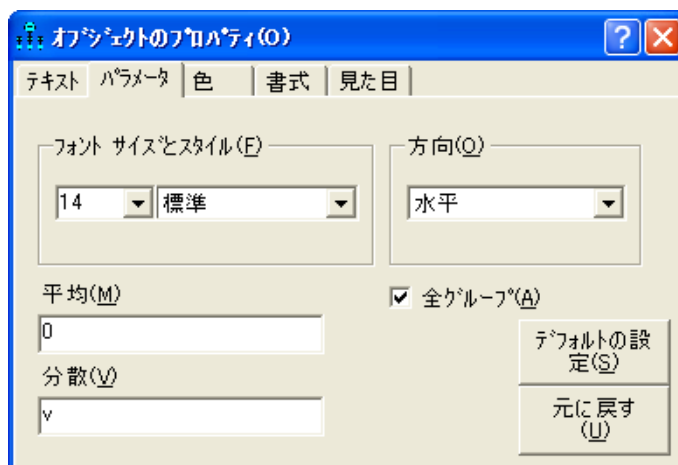 ｵﾌﾞｼﾞｪｸﾄのﾌﾟﾛﾊﾟﾃｨ(O)
ﾃｷｽﾄ ﾊﾟﾗﾒｰﾀ 色 書式 見た目
ﾌｫﾝﾄ ｻｲｽﾞとｽﾀｲﾙ(F) 方向(O)
14 標準 水平
平均(M) 全ｸﾞﾙｰﾌﾟ(A)
0
ﾃﾞﾌｫﾙﾄの設
定(S)
分散(V)
v
元に戻す
(U)